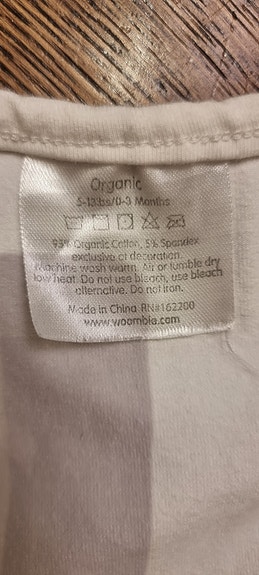 Organic
5-13 lbs/0-3 Months
95% Organic Cotton, 5% Spandex
exclusive of decoration.
Machine wash warm. Air or tumble dry
low heat. Do not use bleach, use bleach
alternative. Do not iron.
Made in China RN#162200
www.woombie.com